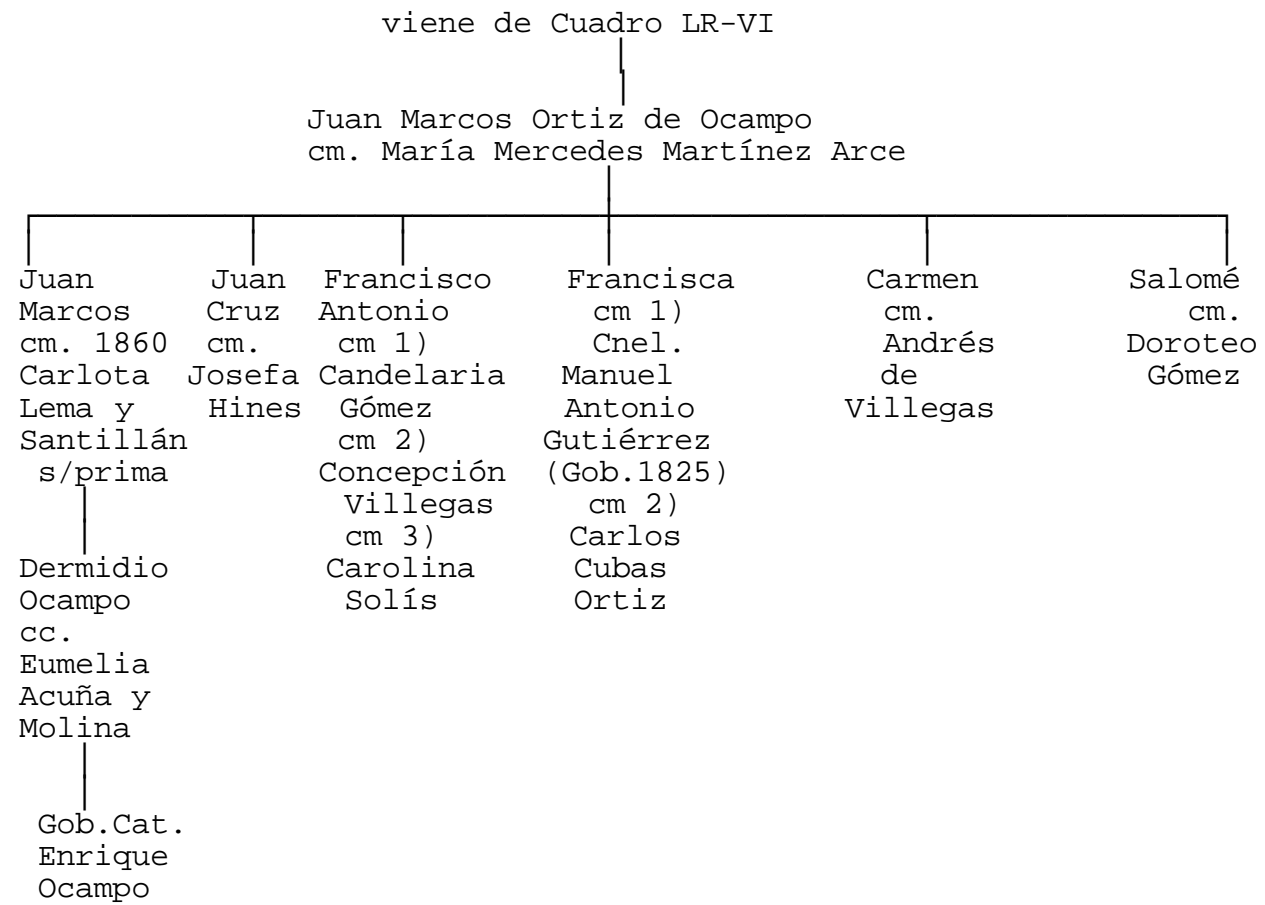 viene de Cuadro LR-VI
Juan Marcos Ortiz de Ocampo
cm. María Mercedes Martínez Arce
Juan
Marcos
cm. 1860
Carlota
Lema y
Santillán
s/prima
Dermidio
Ocampo
cc.
Eumelia
Acuña y
Molina
Gob.Cat.
Enrique
Ocampo
Juan
Cruz
cm.
Josefa
Hines
Francisco
Antonio
cm 1)
Candelaria
Gómez
cm 2)
Concepción
Villegas
cm 3)
Carolina
Solís
Francisca
cm 1)
Cnel.
Manuel
Antonio
Gutiérrez
(Gob.1825)
cm 2)
Carlos
Cubas
Ortiz
Carmen
cm.
Andrés
de
Villegas
Salomé
cm.
Doroteo
Gómez